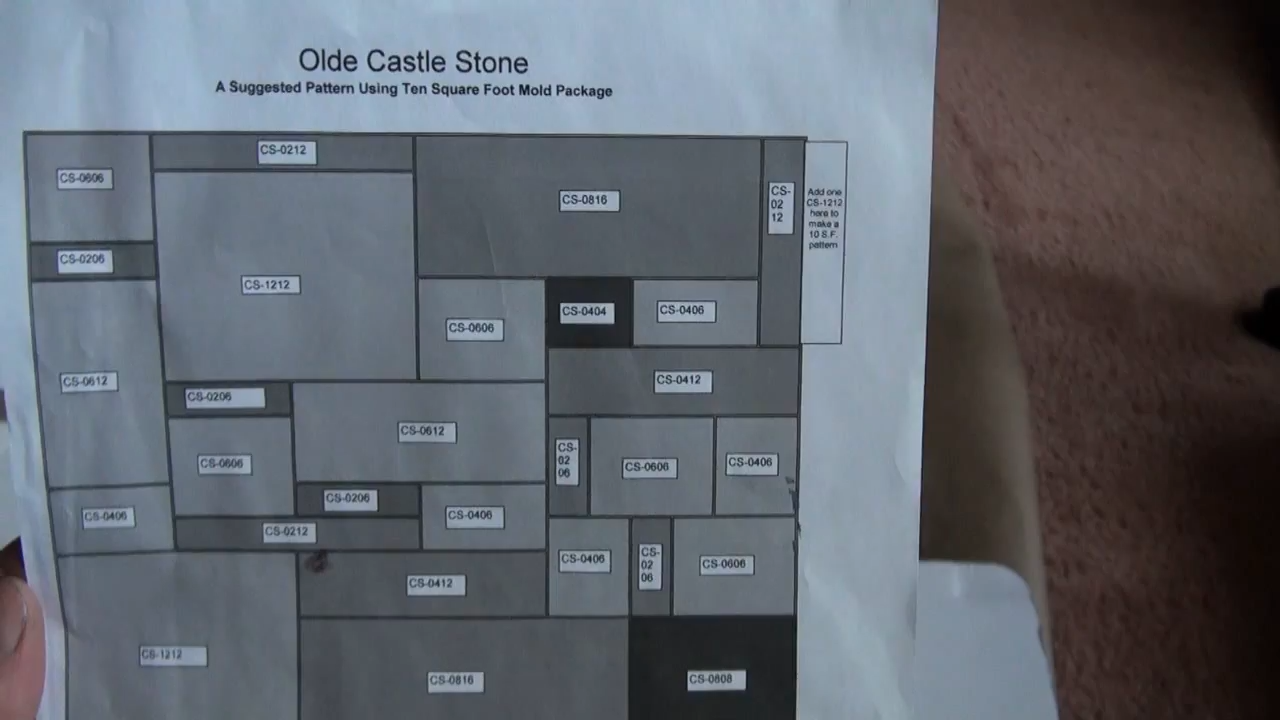 Olde Castle Stone
A Suggested Pattern Using Ten Square Foot Mold Package
CS-0606
CS-0212
CS-0816
CS-
02
12
Add one
CS-1212
here to
make a
10 S.F.
pattern
CS-0206
CS-1212
CS-0606
CS-0404
CS-0406
CS-0612
CS-0412
CS-0206
CS-0612
CS-0606
CS-
02
06
CS-0606
CS-0406
CS-0406
CS-0206
CS-0406
CS-0212
CS-0406
CS-
02
06
CS-0606
CS-0412
CS-1212
CS-0816
CS-0808